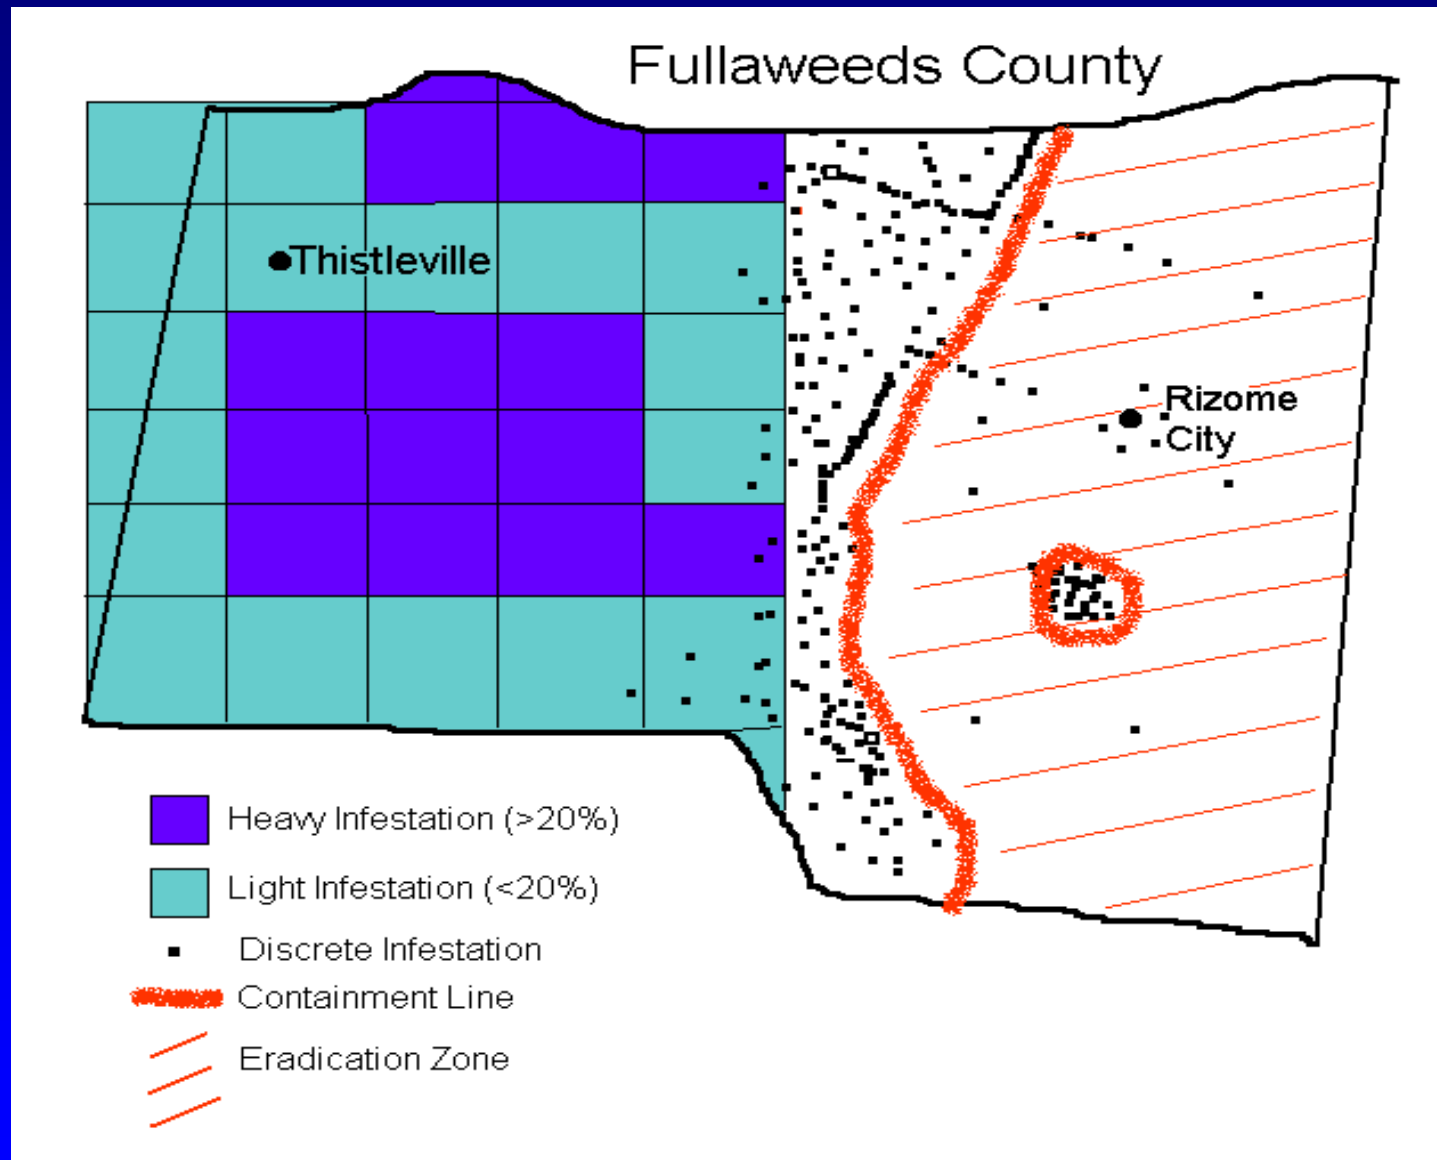 Fullaweeds County
Thistleville
Rizome
City
Heavy Infestation (>20%)
Light Infestation (<20%)
Discrete Infestation
Containment Line
Eradication Zone